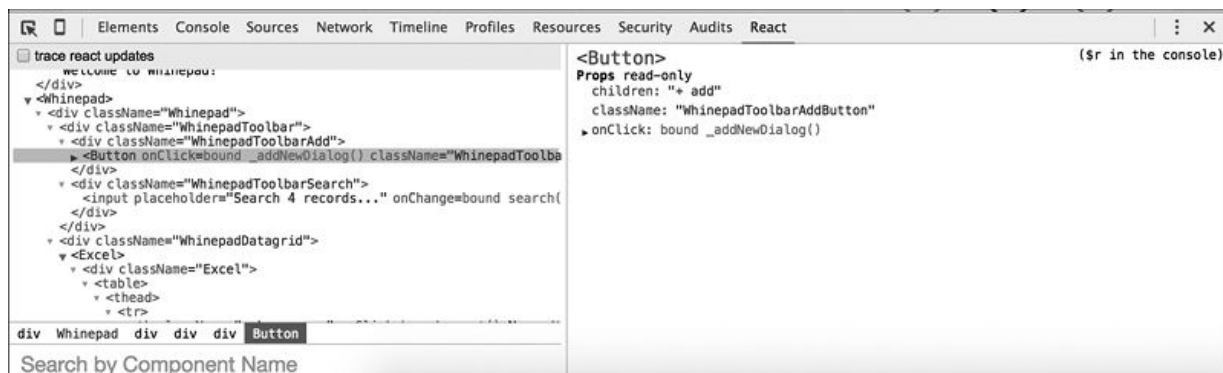 Elements Console Sources Network Timeline Profiles Resources Security Audits React
trace react updates
Welcome to Whinepad!
</div>
<Whinepad>
<div className="Whinepad">
<div className="WhinepadToolbar">
<div className="WhinepadToolbarAdd">
<Button onClick=bound _addNewDialog() className="WhinepadToolba
</div>
<div className="WhinepadToolbarSearch">
<input placeholder="Search 4 records..." onChange=bound search(
</div>
</div>
<div className="WhinepadDatagrid">
<Excel>
<div className="Excel">
<table>
<thead>
<tr>
div Whinepad div div div Button
Search by Component Name
<Button> ($r in the console)
Props read-only
children: "+ add"
className: "WhinepadToolbarAddButton"
onClick: bound _addNewDialog()